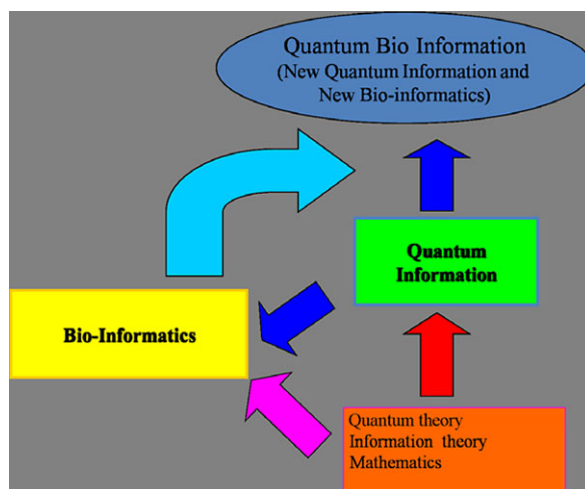 Quantum Bio Information
(New Quantum Information and
New Bio-informatics)
Quantum
Information
Bio-Informatics
Quantum theory
Information theory
Mathematics